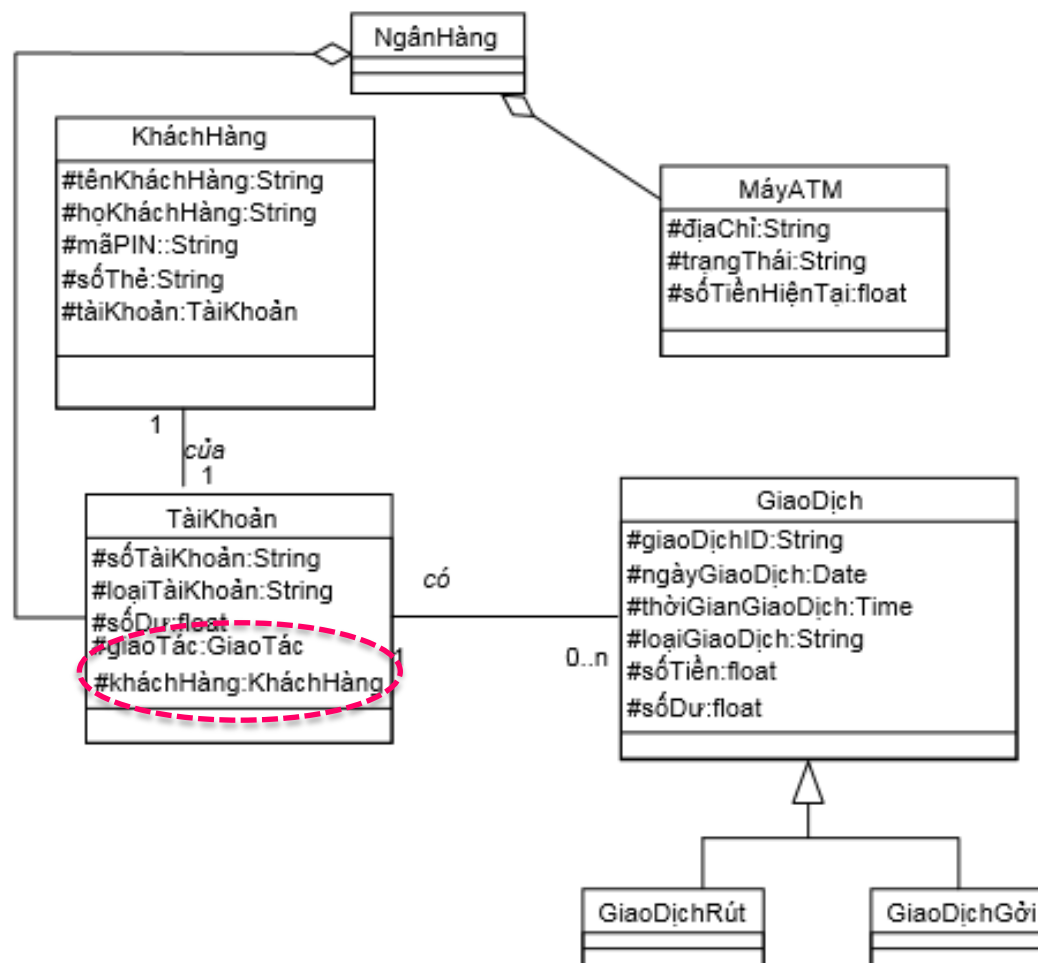 NgânHàng
KháchHàng
#tênKháchHàng:String
#họKháchHàng:String
#mãPIN::String
#sốThẻ:String
#tàiKhoản:TàiKhoản
MáyATM
#địaChỉ:String
#trạngThái:String
#sốTiềnHiệnTại:float
1
của
1
TàiKhoản
#sốTàiKhoản:String
#loạiTàiKhoản:String
#sốDư:float
#giaoTác:GiaoTác
#kháchHàng:KháchHàng
có
1
0..n
GiaoDịch
#giaoDịchID:String
#ngàyGiaoDịch:Date
#thờiGianGiaoDịch:Time
#loạiGiaoDịch:String
#sốTiền:float
#sốDư:float
GiaoDịchRút
GiaoDịchGởi